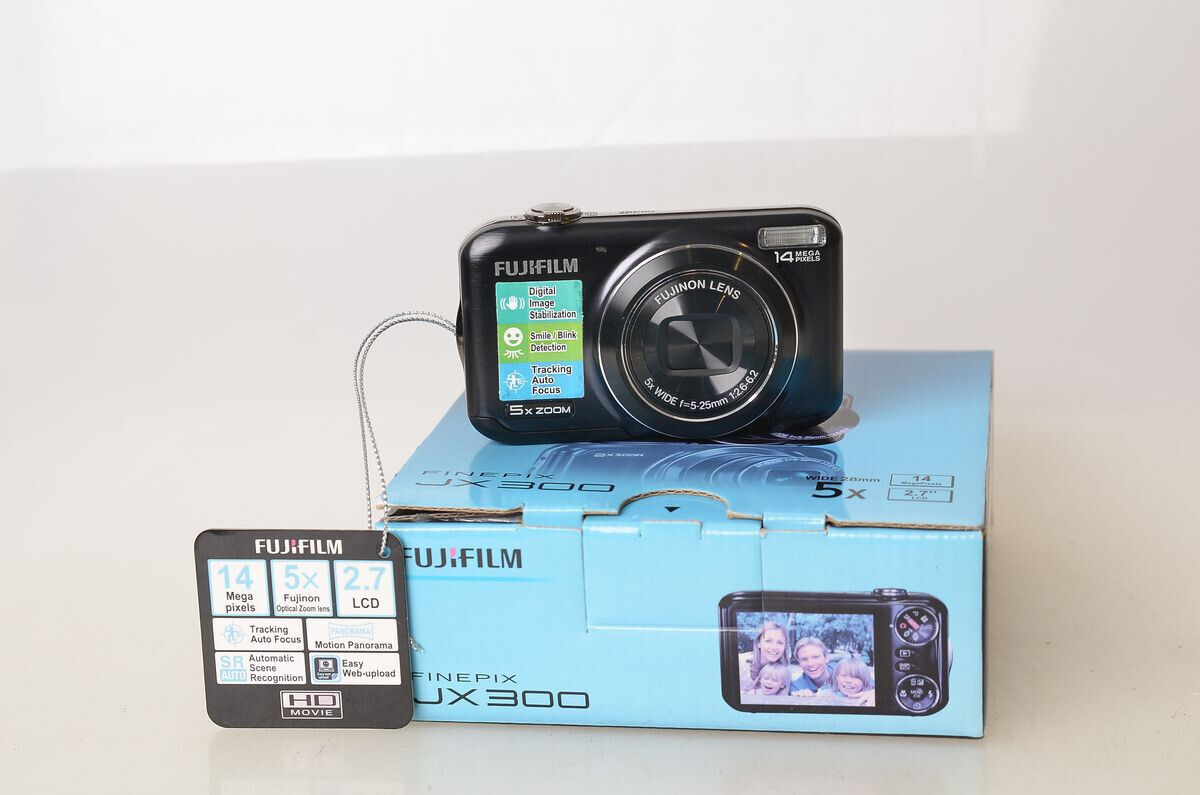 FUJIFILM
14 MEGA
PIXELS
Digital
Image
Stabilization
Smile / Blink
Detection
Tracking
Auto
Focus
5x ZOOM
FUJINON LENS
5x WIDE f=5-25mm 1:2.6-6.2
FINEPIX
JX300
WIDE 28mm
5X
14
MegaPixels
2.7"
LCD
FUJIFILM
FINEPIX
JX300
FUJIFILM
14
Mega
pixels
5x
Fujinon
Optical Zoom lens
2.7
LCD
Tracking
Auto Focus
PANORAMA
Motion Panorama
SR
AUTO
Automatic
Scene
Recognition
Easy
Web-upload
HD
MOVIE